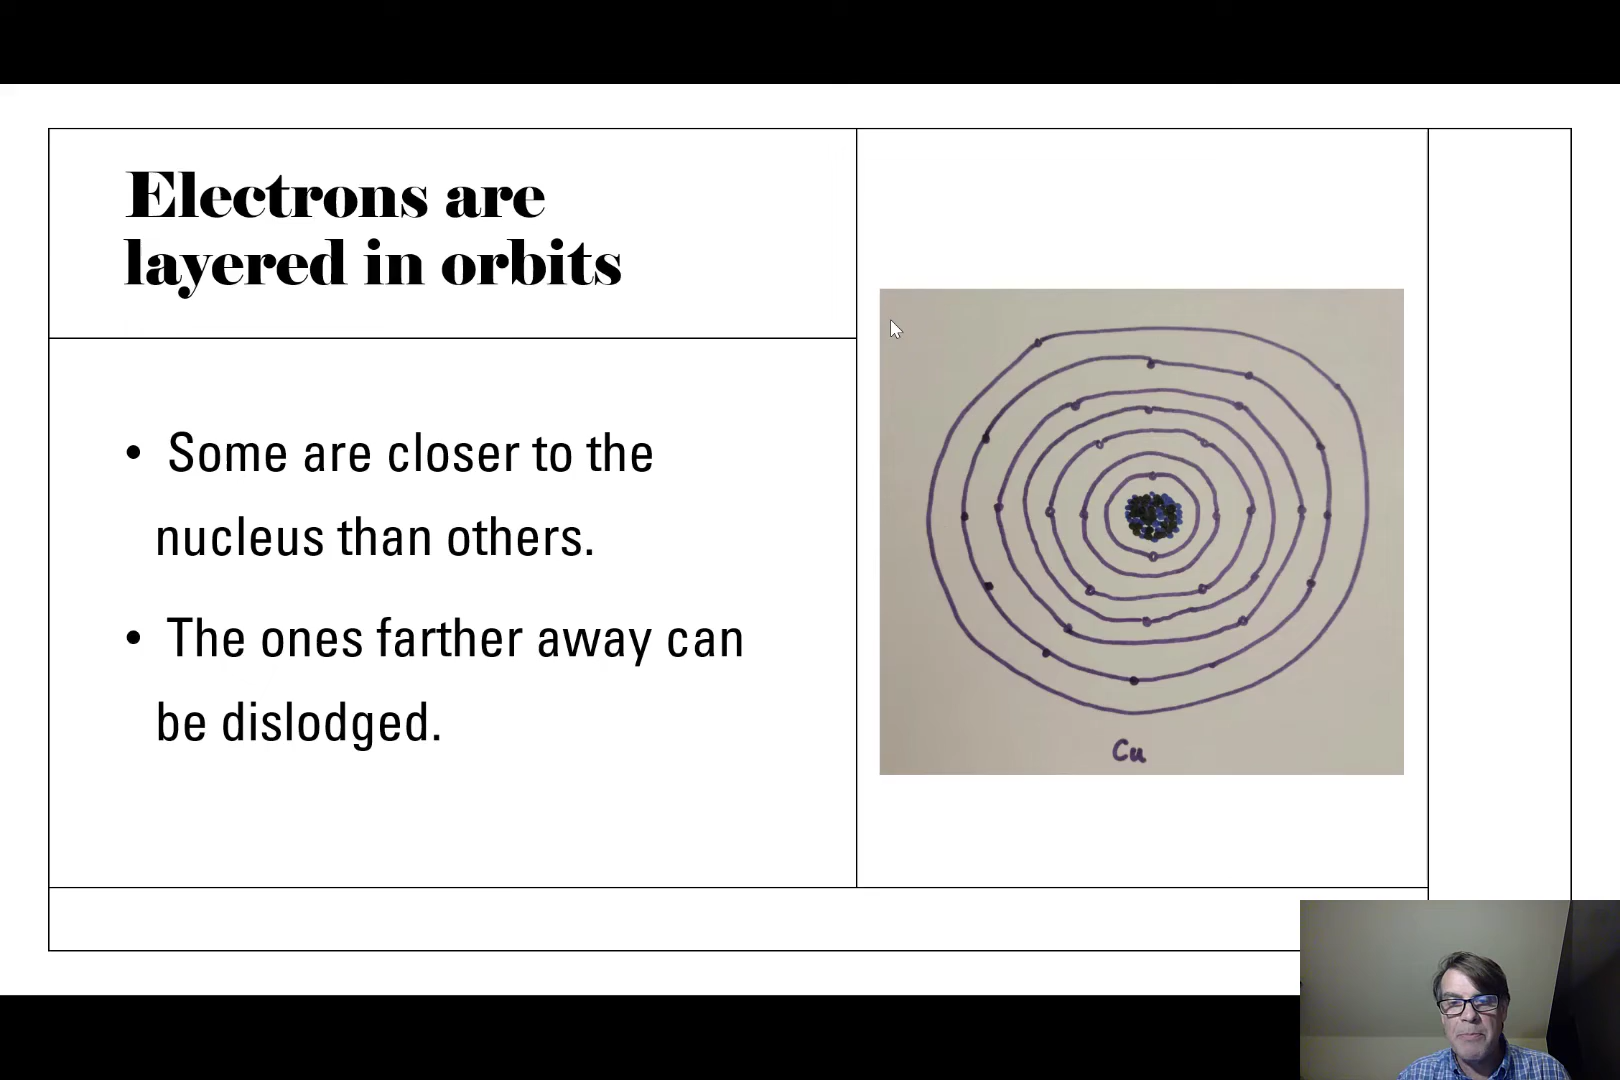 Electrons are
layered in orbits
• Some are closer to the
nucleus than others.
• The ones farther away can
be dislodged.
Cu